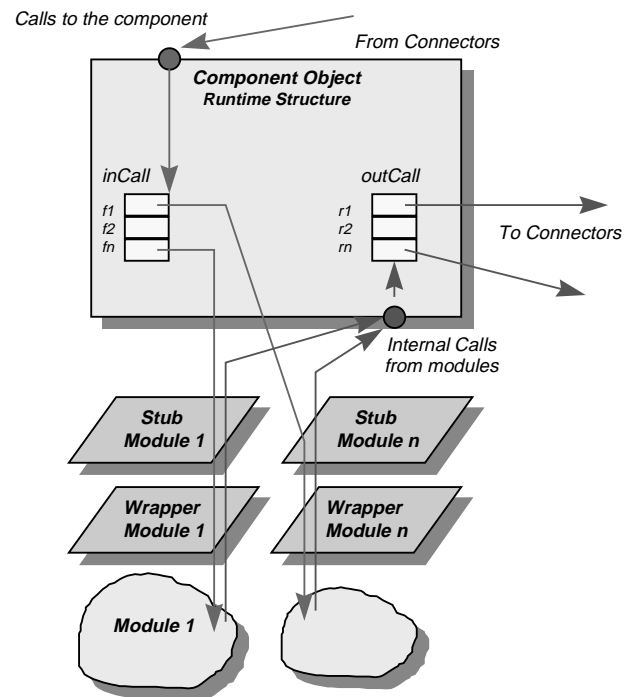 Calls to the component
From Connectors
Component Object
Runtime Structure
inCall
outCall
f1
f2
fn
r1
r2
rn
To Connectors
Internal Calls
from modules
Stub
Module 1
Stub
Module n
Wrapper
Module 1
Wrapper
Module n
Module 1